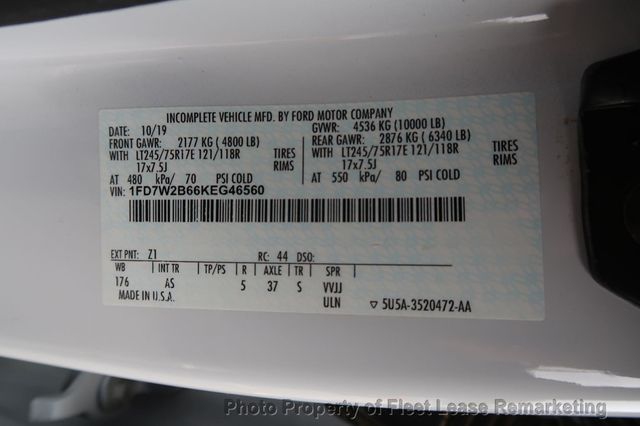 INCOMPLETE VEHICLE MFD. BY FORD MOTOR COMPANY
DATE: 10/19 GVWR: 4536 KG (10000 LB)
FRONT GAWR: 2177 KG (4800 LB) REAR GAWR: 2876 KG (6340 LB)
WITH LT245/75R17E 121/118R TIRES WITH LT245/75R17E 121/118R TIRES
17x7.5J RIMS 17x7.5J RIMS
AT 480 kPa/ 70 PSI COLD AT 550 kPa/ 80 PSI COLD
VIN: 1FD7W2B66KEG46560
EXT PNT: Z1 RC: 44 DSO:
WB INT TR TP/PS R AXLE TR SPR
176 AS 5 37 S VVJJ
MADE IN U.S.A. ULN ▽ 5U5A-3520472-AA
Photo Property of Fleet Lease Remarketing